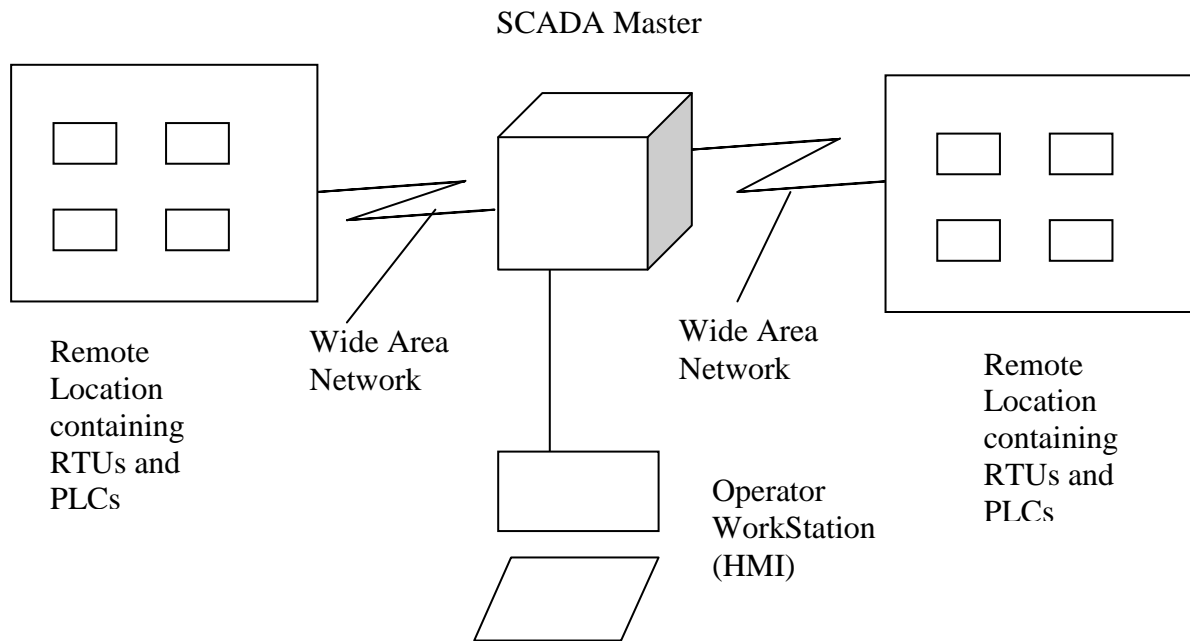 SCADA Master
Remote
Location
containing
RTUs and
PLCs
Wide Area
Network
Wide Area
Network
Remote
Location
containing
RTUs and
PLCs
Operator
WorkStation
(HMI)